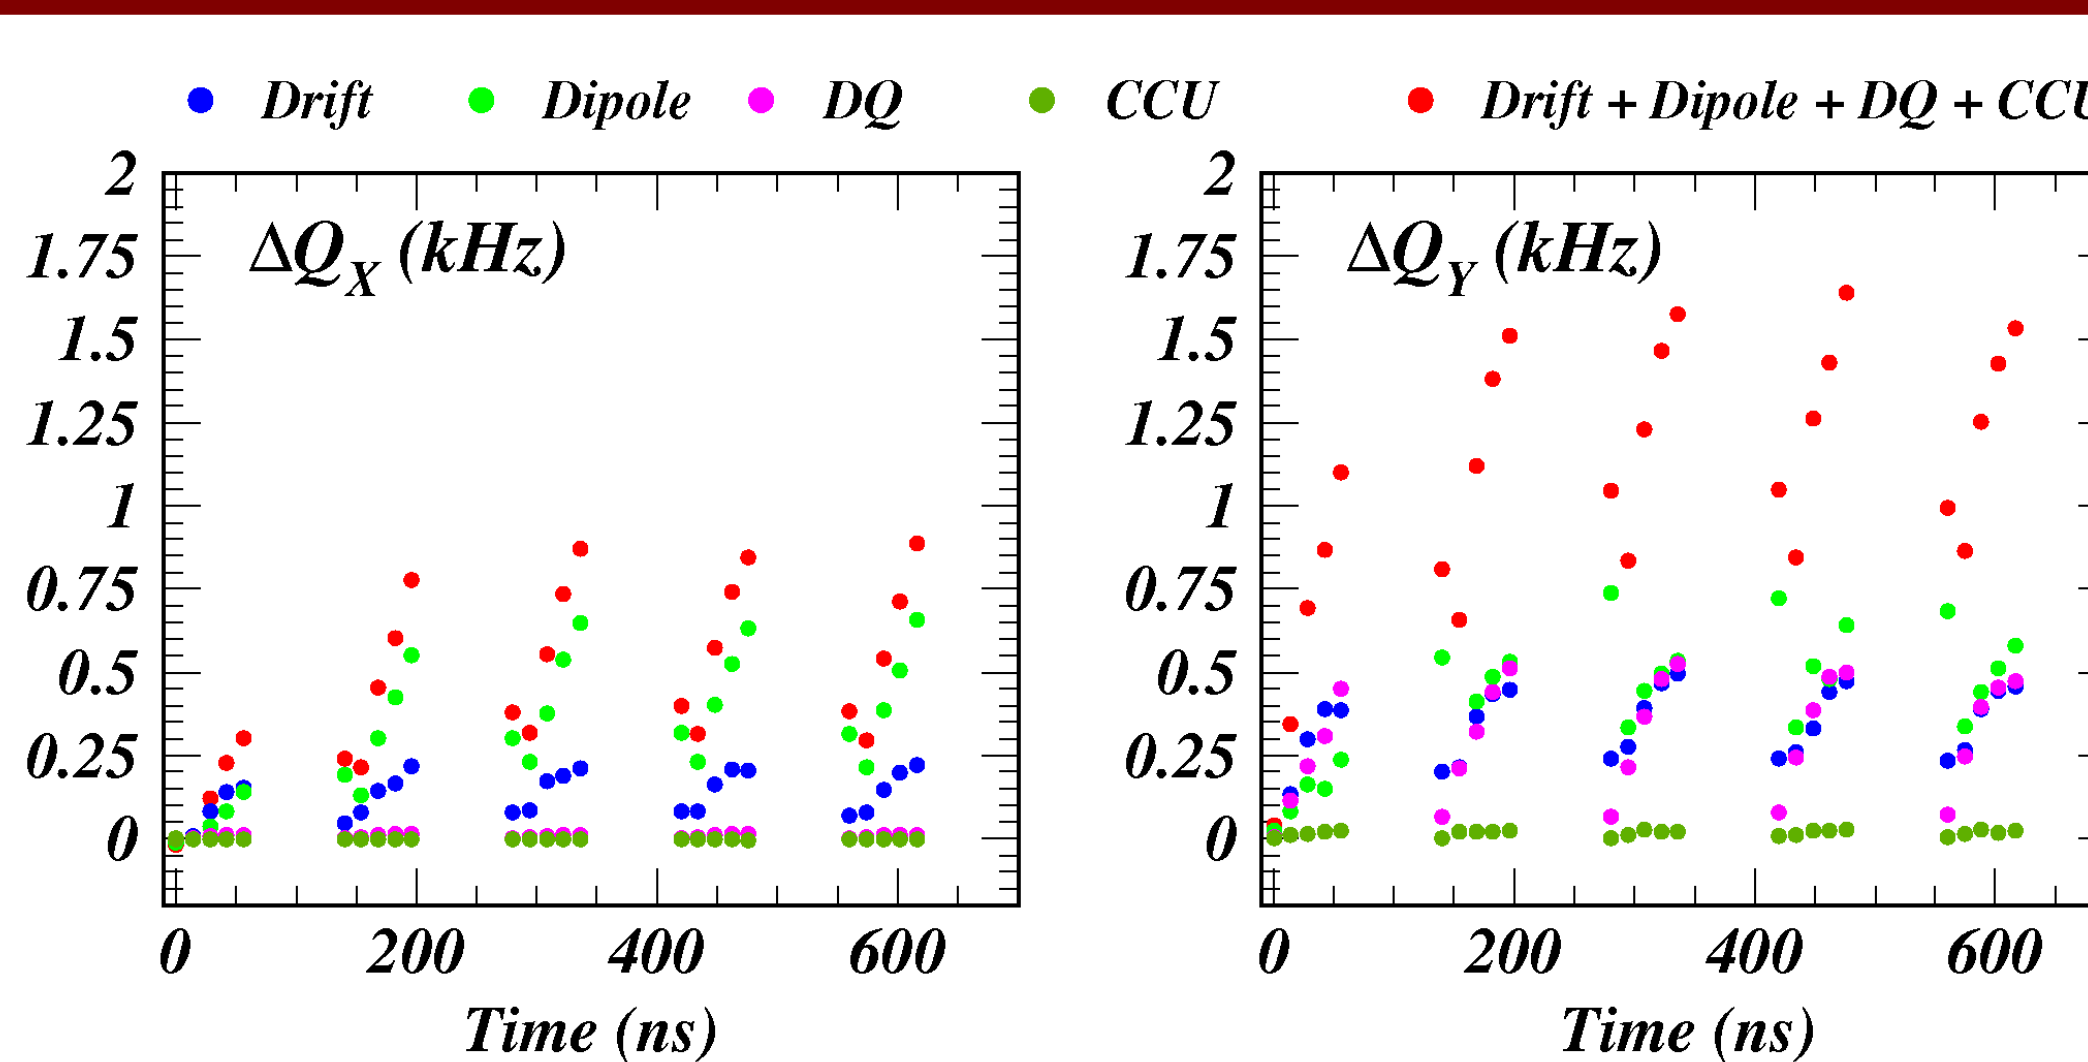 Drift Dipole DQ CCU Drift + Dipole + DQ + CCU
ΔQX (kHz)
2
1.75
1.5
1.25
1
0.75
0.5
0.25
0
0 200 400 600
Time (ns)
ΔQY (kHz)
2
1.75
1.5
1.25
1
0.75
0.5
0.25
0
0 200 400 600
Time (ns)